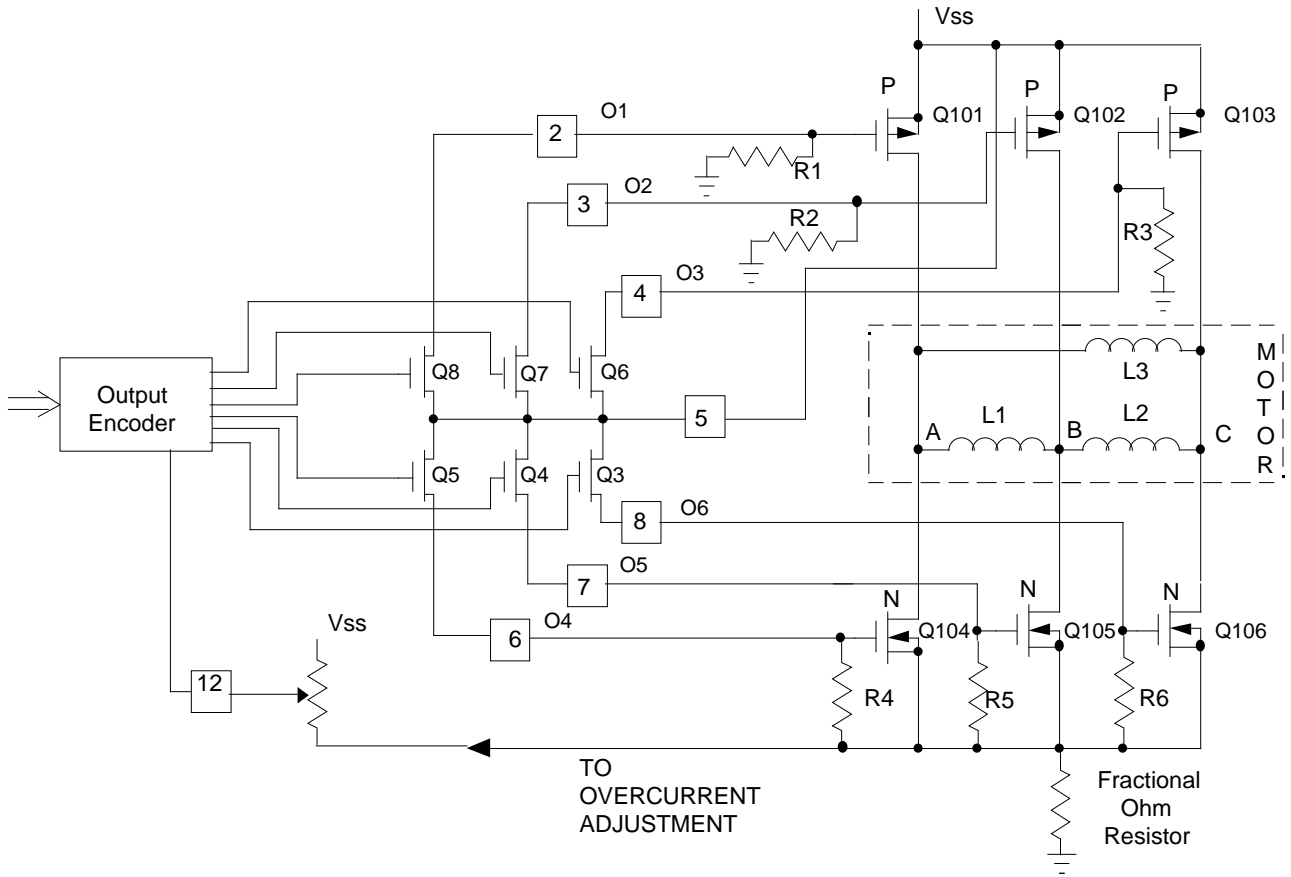 Vss
P
Q101
P
Q102
P
Q103
2
O1
R1
3
O2
R2
R3
4
O3
Output
Encoder
Q8
Q7
Q6
5
Q5
Q4
Q3
L3
A
L1
B
L2
C
M
O
T
O
R
8
O6
7
O5
6
O4
N
Q104
N
Q105
N
Q106
R4
R5
R6
Vss
12
TO
OVERCURRENT
ADJUSTMENT
Fractional
Ohm
Resistor